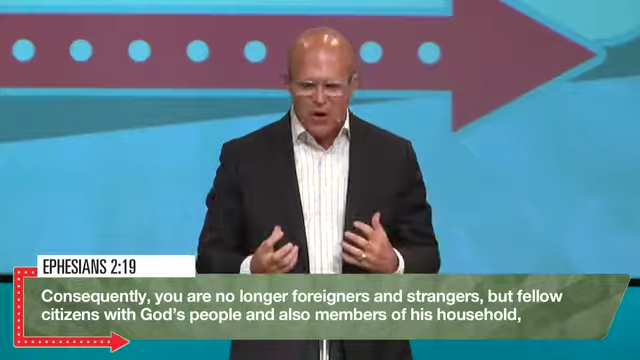 EPHESIANS 2:19
Consequently, you are no longer foreigners and strangers, but fellow
citizens with God's people and also members of his household,